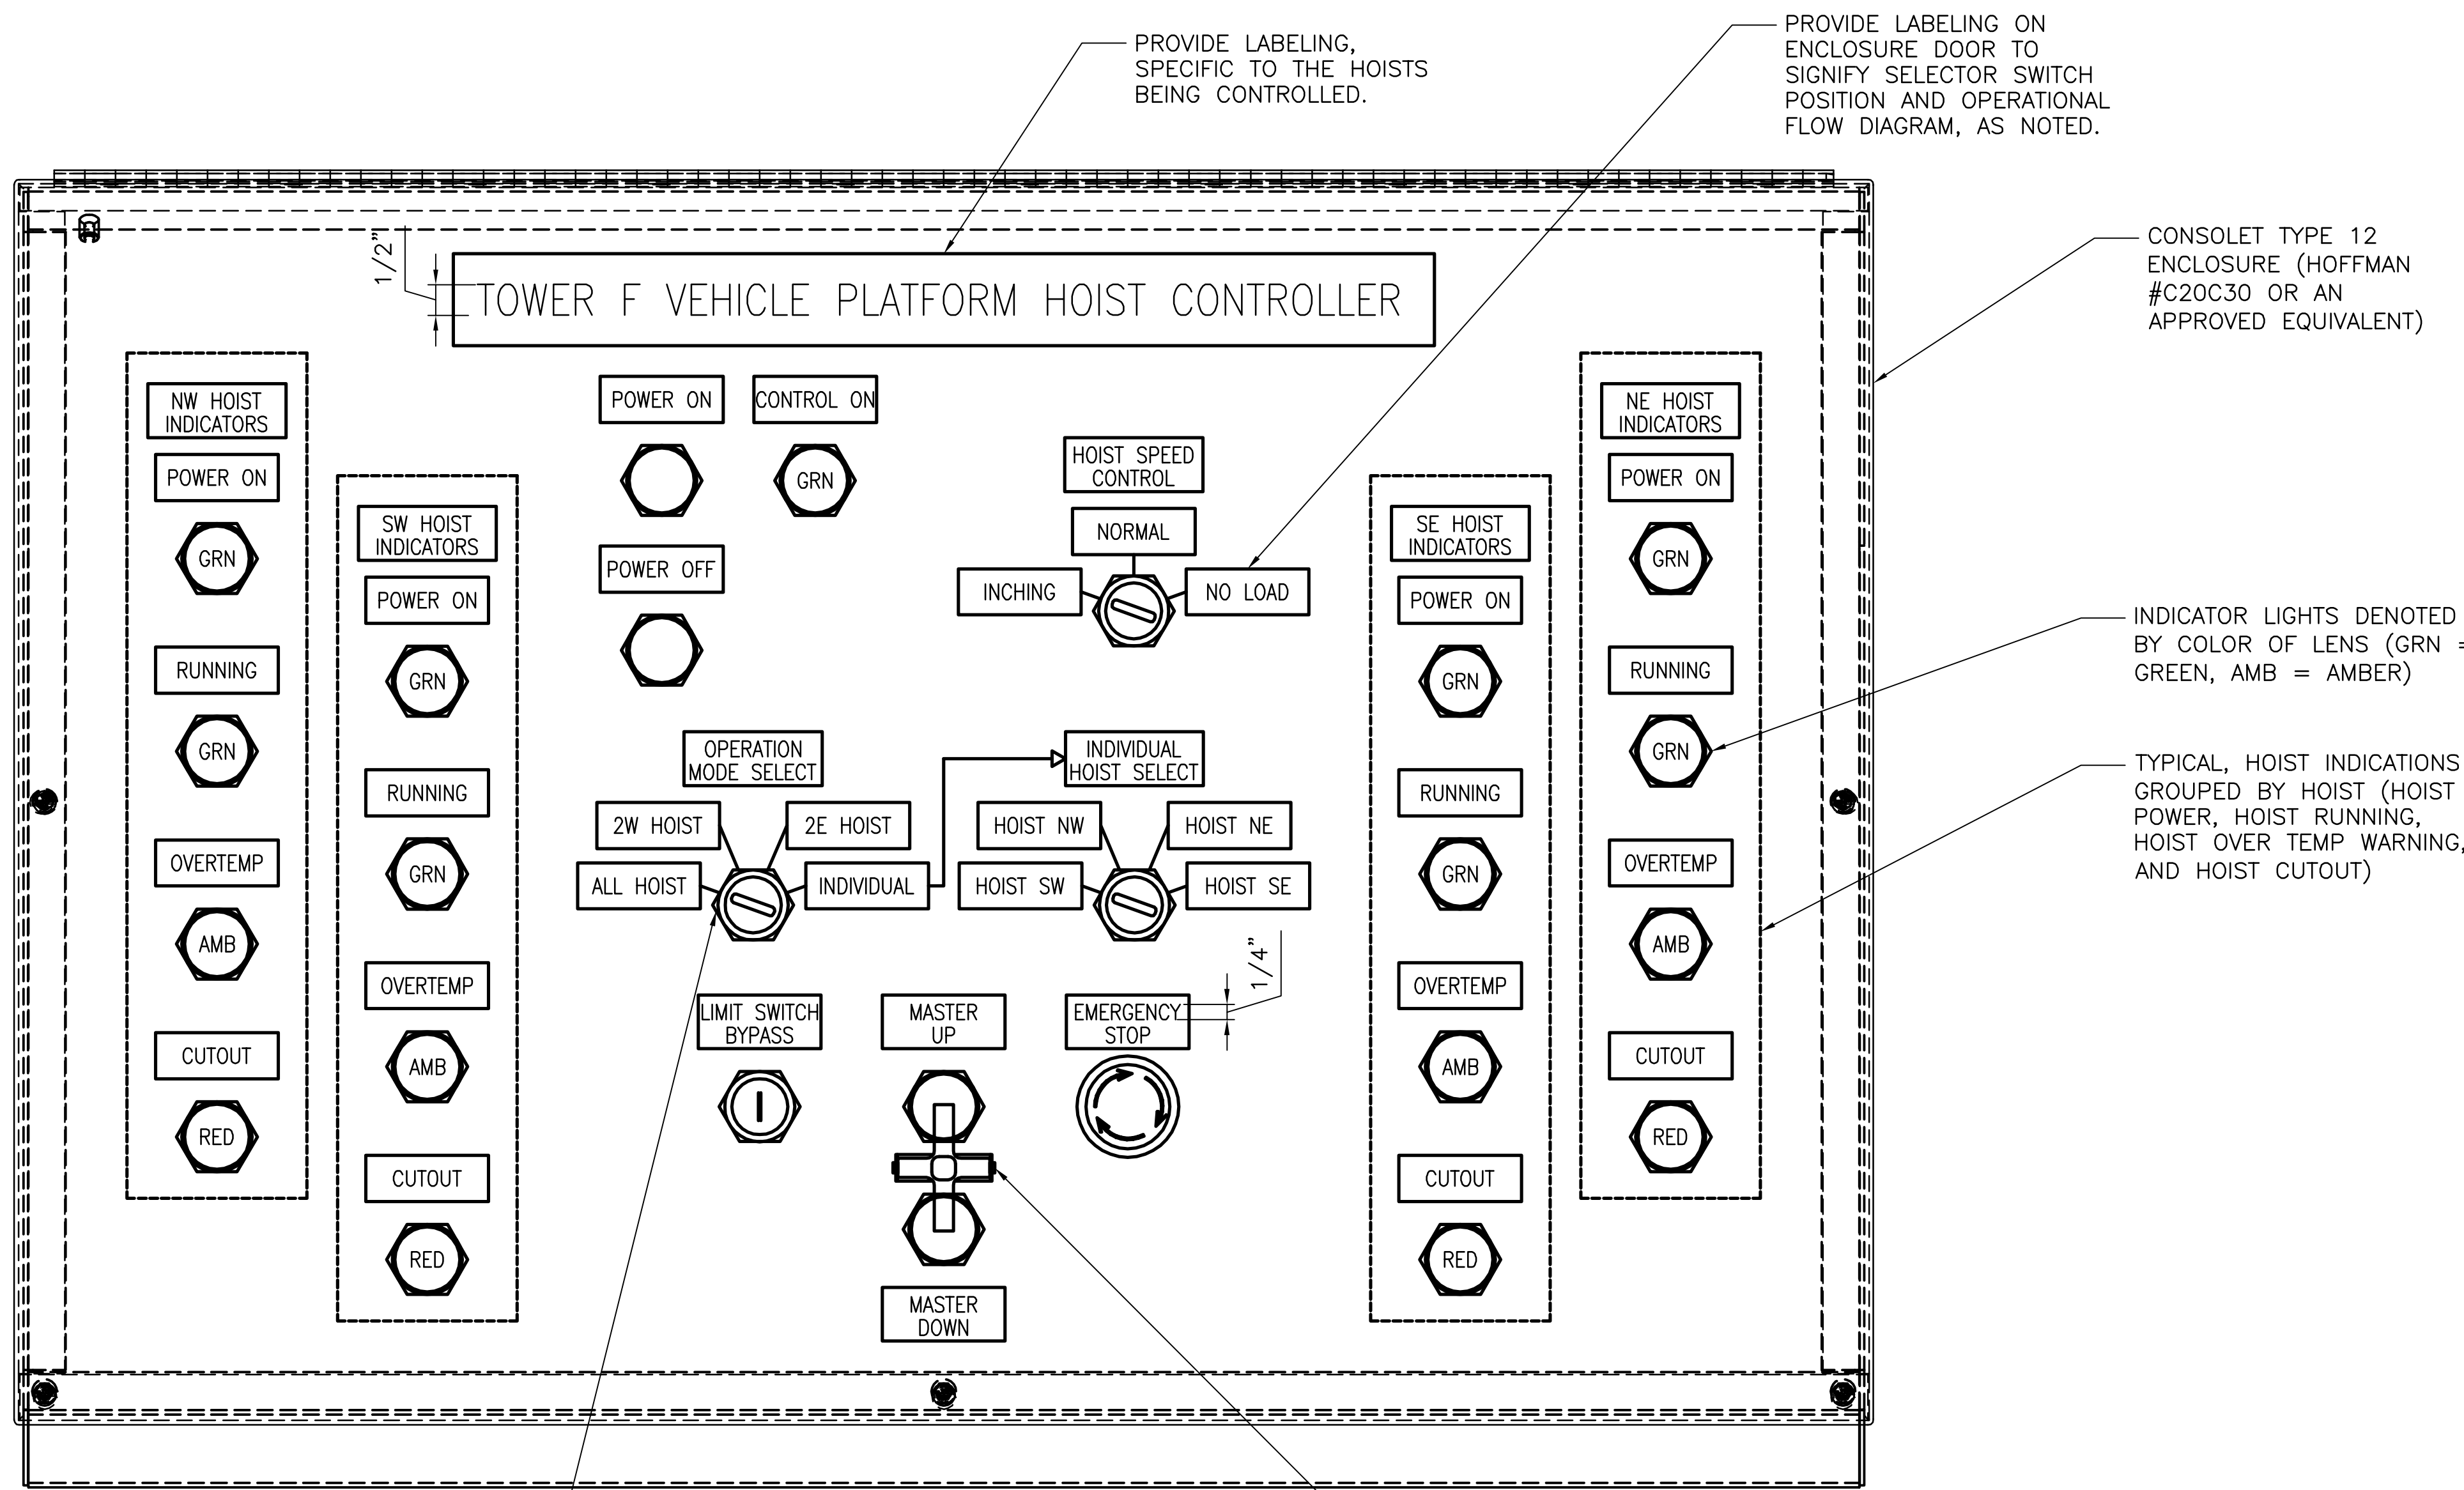 PROVIDE LABELING,
SPECIFIC TO THE HOISTS
BEING CONTROLLED.
PROVIDE LABELING ON
ENCLOSURE DOOR TO
SIGNIFY SELECTOR SWITCH
POSITION AND OPERATIONAL
FLOW DIAGRAM, AS NOTED.
CONSOLET TYPE 12
ENCLOSURE (HOFFMAN
#C20C30 OR AN
APPROVED EQUIVALENT)
1/2"
TOWER F VEHICLE PLATFORM HOIST CONTROLLER
NW HOIST
INDICATORS
POWER ON
GRN
RUNNING
GRN
OVERTEMP
AMB
CUTOUT
RED
SW HOIST
INDICATORS
POWER ON
GRN
RUNNING
GRN
OVERTEMP
AMB
CUTOUT
RED
POWER ON
CONTROL ON
GRN
POWER OFF
HOIST SPEED
CONTROL
NORMAL
INCHING
NO LOAD
OPERATION
MODE SELECT
2W HOIST
2E HOIST
ALL HOIST
INDIVIDUAL
INDIVIDUAL
HOIST SELECT
HOIST NW
HOIST NE
HOIST SW
HOIST SE
LIMIT SWITCH
BYPASS
MASTER
UP
EMERGENCY
STOP
1/4"
MASTER
DOWN
SE HOIST
INDICATORS
POWER ON
GRN
RUNNING
GRN
OVERTEMP
AMB
CUTOUT
RED
NE HOIST
INDICATORS
POWER ON
GRN
RUNNING
GRN
OVERTEMP
AMB
CUTOUT
RED
INDICATOR LIGHTS DENOTED
BY COLOR OF LENS (GRN =
GREEN, AMB = AMBER)
TYPICAL, HOIST INDICATIONS
GROUPED BY HOIST (HOIST
POWER, HOIST RUNNING,
HOIST OVER TEMP WARNING,
AND HOIST CUTOUT)